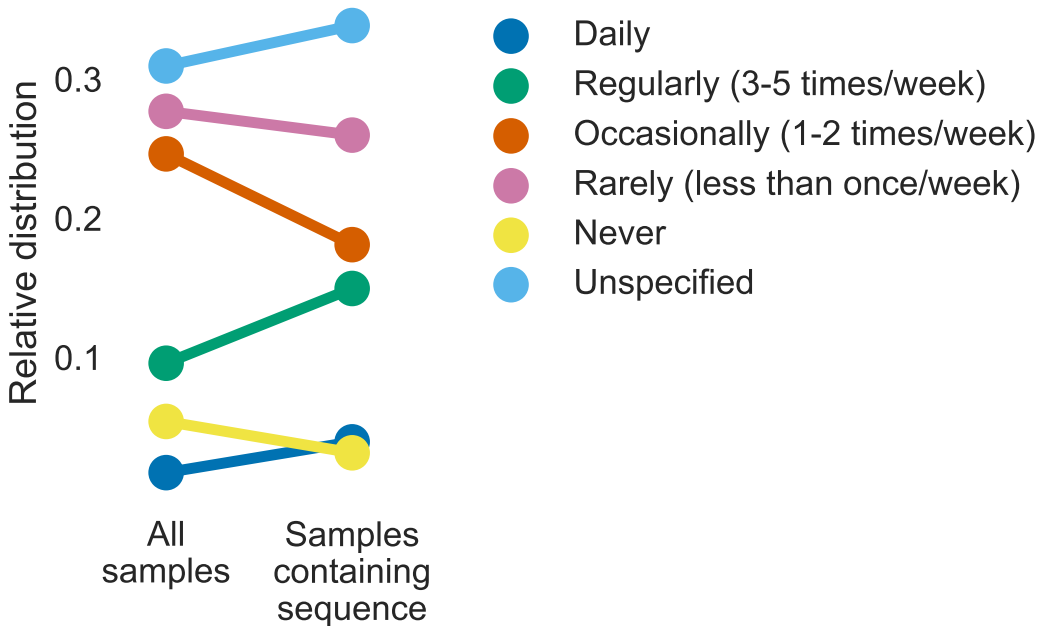 Relative distribution
0.3
0.2
0.1
All
samples
Samples
containing
sequence
Daily
Regularly (3-5 times/week)
Occasionally (1-2 times/week)
Rarely (less than once/week)
Never
Unspecified